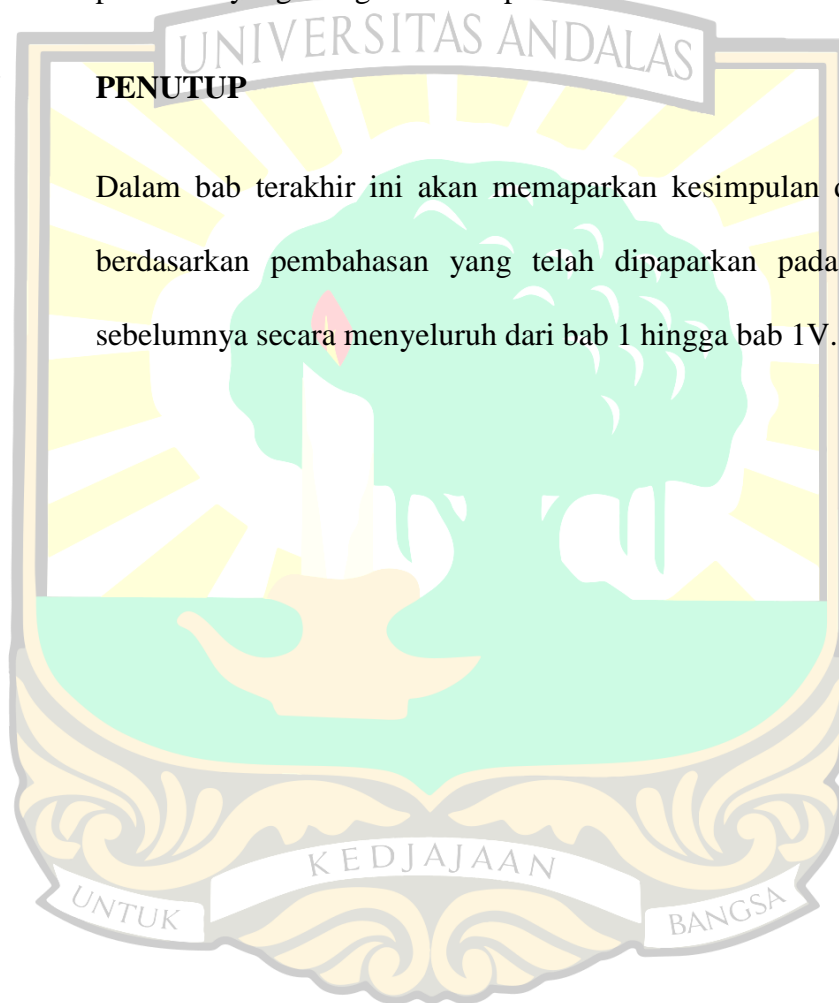 UNIVERSITAS ANDALAS
PENUTUP
Dalam bab terakhir ini akan memaparkan kesimpulan
berdasarkan pembahasan yang telah dipaparkan pada
sebelumnya secara menyeluruh dari bab 1 hingga bab 1V.
KEDJAJAAN
UNTUK
BANGSA